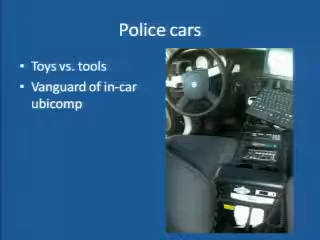 Police cars
• Toys vs. tools
• Vanguard of in-car
ubicomp